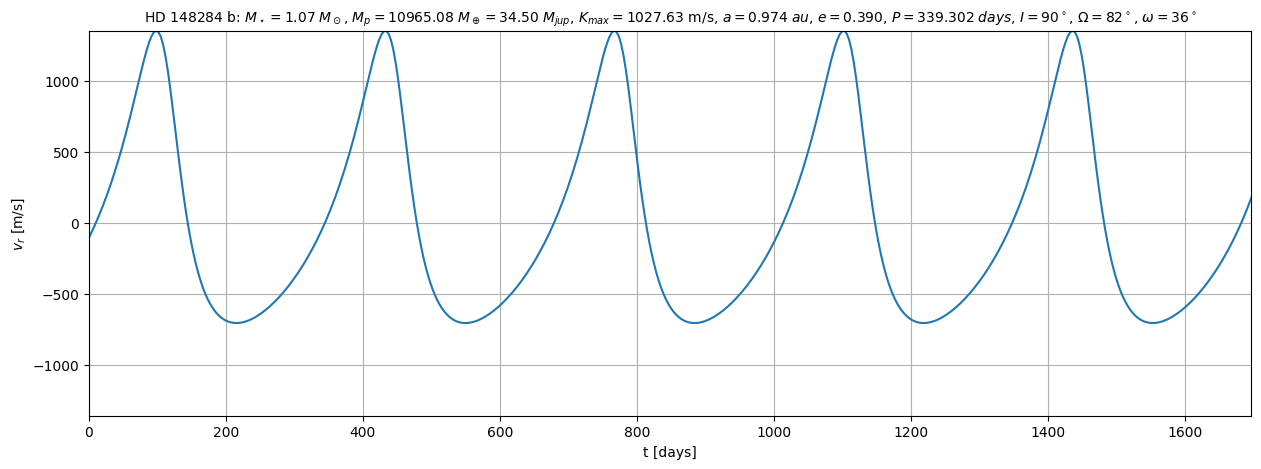 HD 148284 b: M⋆ = 1.07 M⊙, Mp = 10965.08 M⊕ = 34.50 Mjup, Kmax = 1027.63 m/s, a = 0.974 au, e = 0.390, P = 339.302 days, I = 90°, Ω = 82°, ω = 36°
1000
500
0
−500
−1000
vr [m/s]
0 200 400 600 800 1000 1200 1400 1600
t [days]